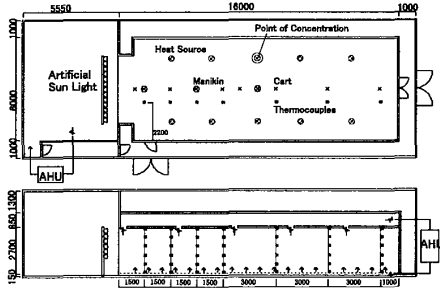 5550 16000 1000
Point of Concentration
1000
Heat Source
Artificial
Sun Light
Manikin
Cart
Thermocouples
6000
2200
1000
AHU
1300
650
2700
150
AHU
1500 1500 1500 1500 3000 3000 3000 1000